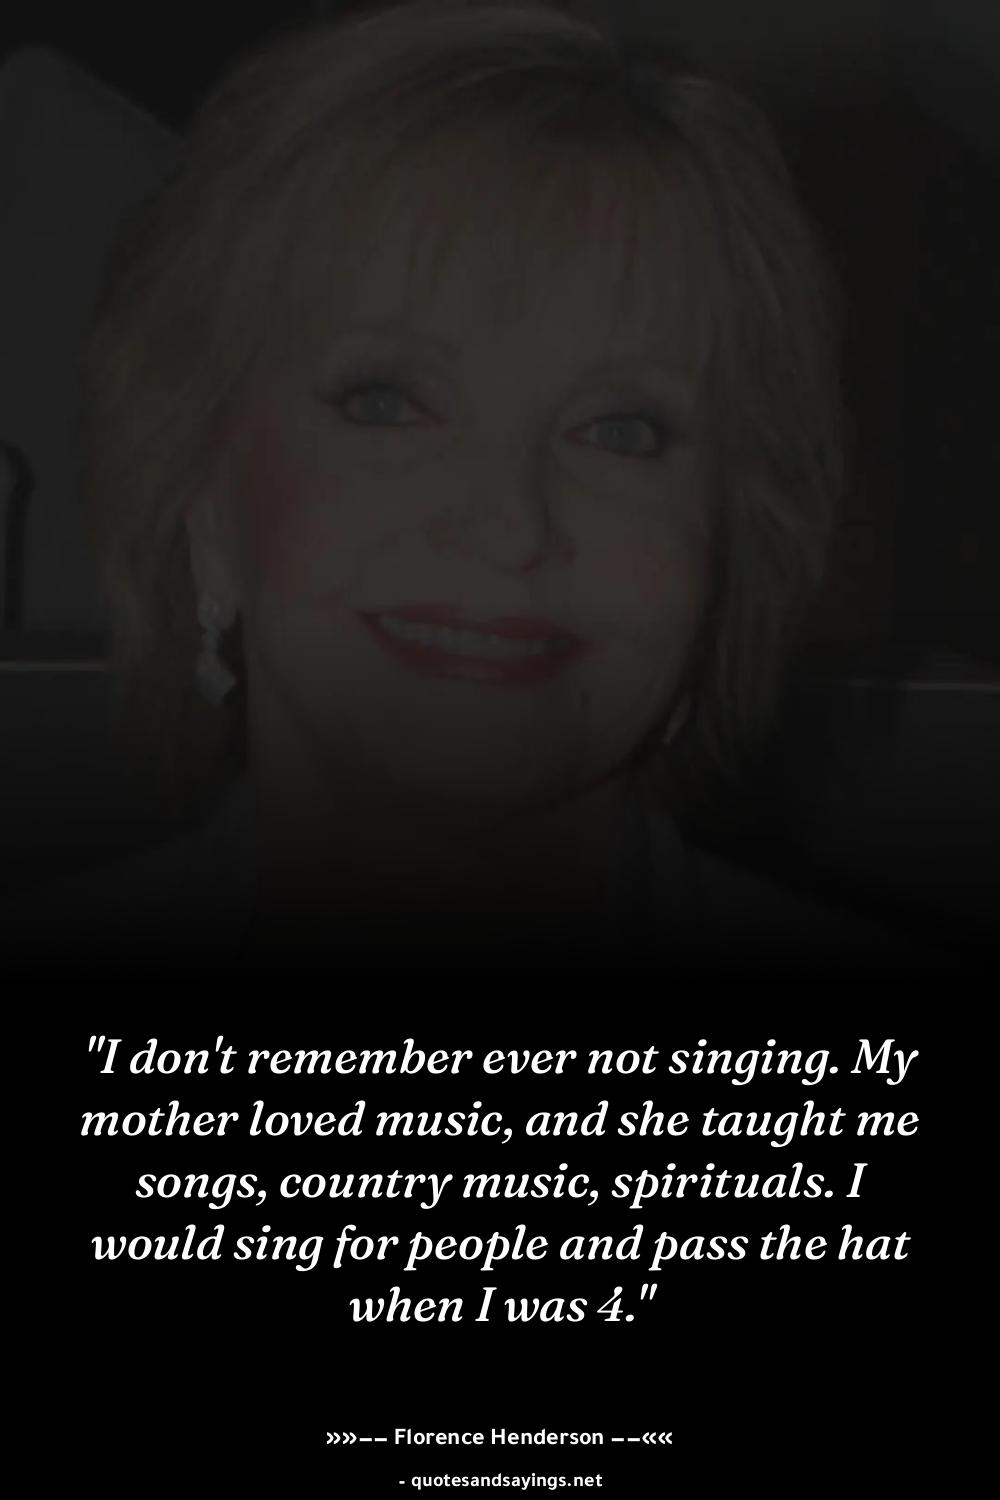 "I don't remember ever not singing. My
mother loved music, and she taught me
songs, country music, spirituals. I
would sing for people and pass the hat
when I was 4."
»»−− Florence Henderson −−««
- quotesandsayings.net